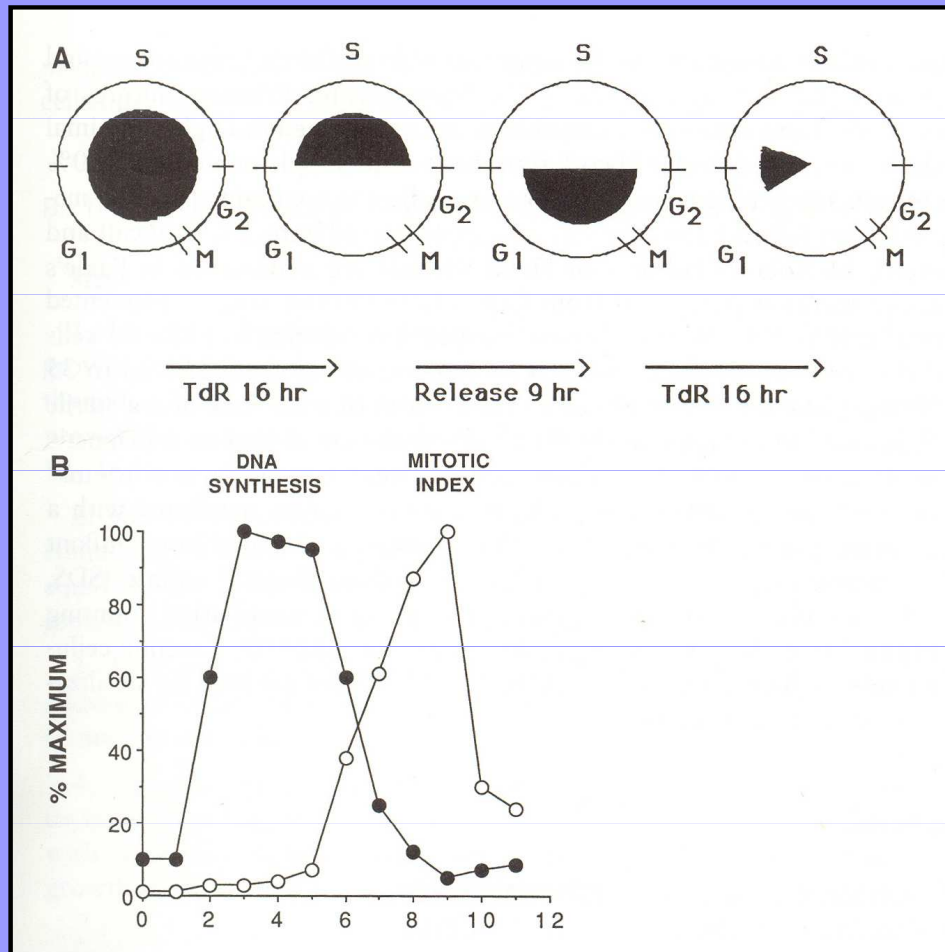 A
S
S
S
S
G2
G2
G2
G2
G1
M
G1
M
G1
M
G1
M
TdR 16 hr
Release 9 hr
TdR 16 hr
B
DNA
SYNTHESIS
MITOTIC
INDEX
% MAXIMUM
100
80
60
40
20
0
0 2 4 6 8 10 12